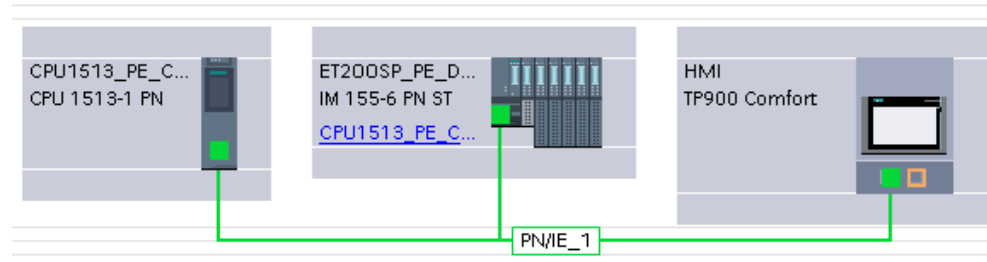 CPU1513_PE_C...
CPU 1513-1 PN
ET200SP_PE_D...
IM 155-6 PN ST
CPU1513_PE_C...
HMI
TP900 Comfort
PN/IE_1